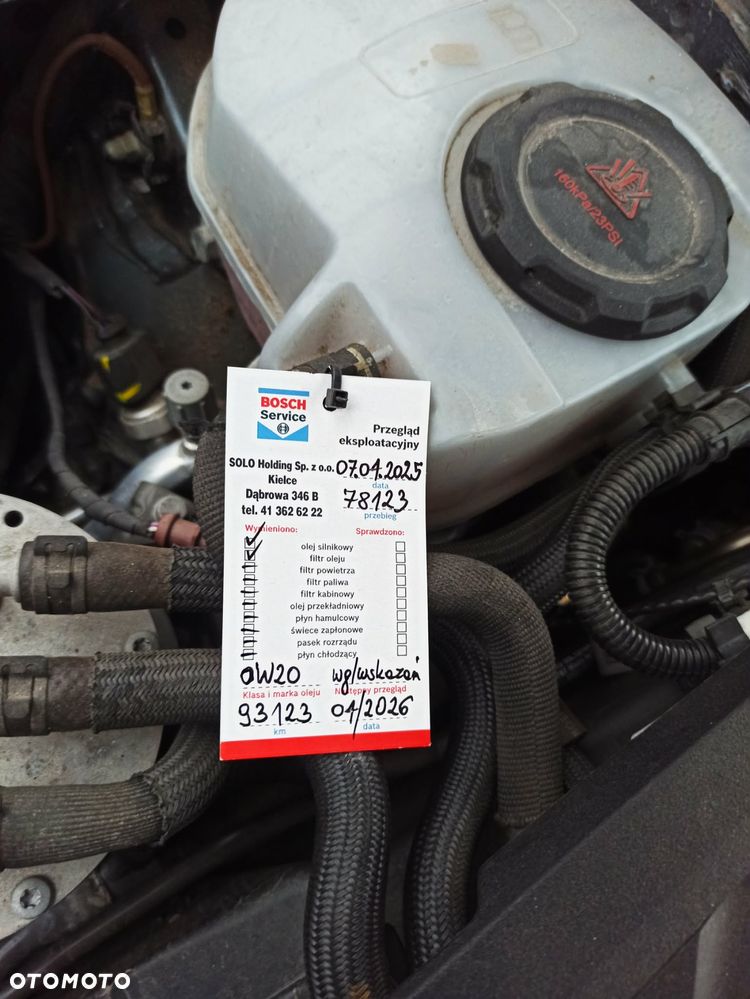 160kPa/23PSI
BOSCH
Service
Przegląd
eksploatacyjny
SOLO Holding Sp. z o.o.
Kielce
Dąbrowa 346 B
tel. 41 362 62 22
07.04.2025
data
78123
przebieg
Wymieniono: Sprawdzono:
olej silnikowy
filtr oleju
filtr powietrza
filtr paliwa
filtr kabinowy
olej przekładniowy
płyn hamulcowy
świece zapłonowe
pasek rozrządu
płyn chłodzący
0W20 wg/wskazań
Klasa i marka oleju Następny przegląd
93123 04/2026
km data
OTOMOTO